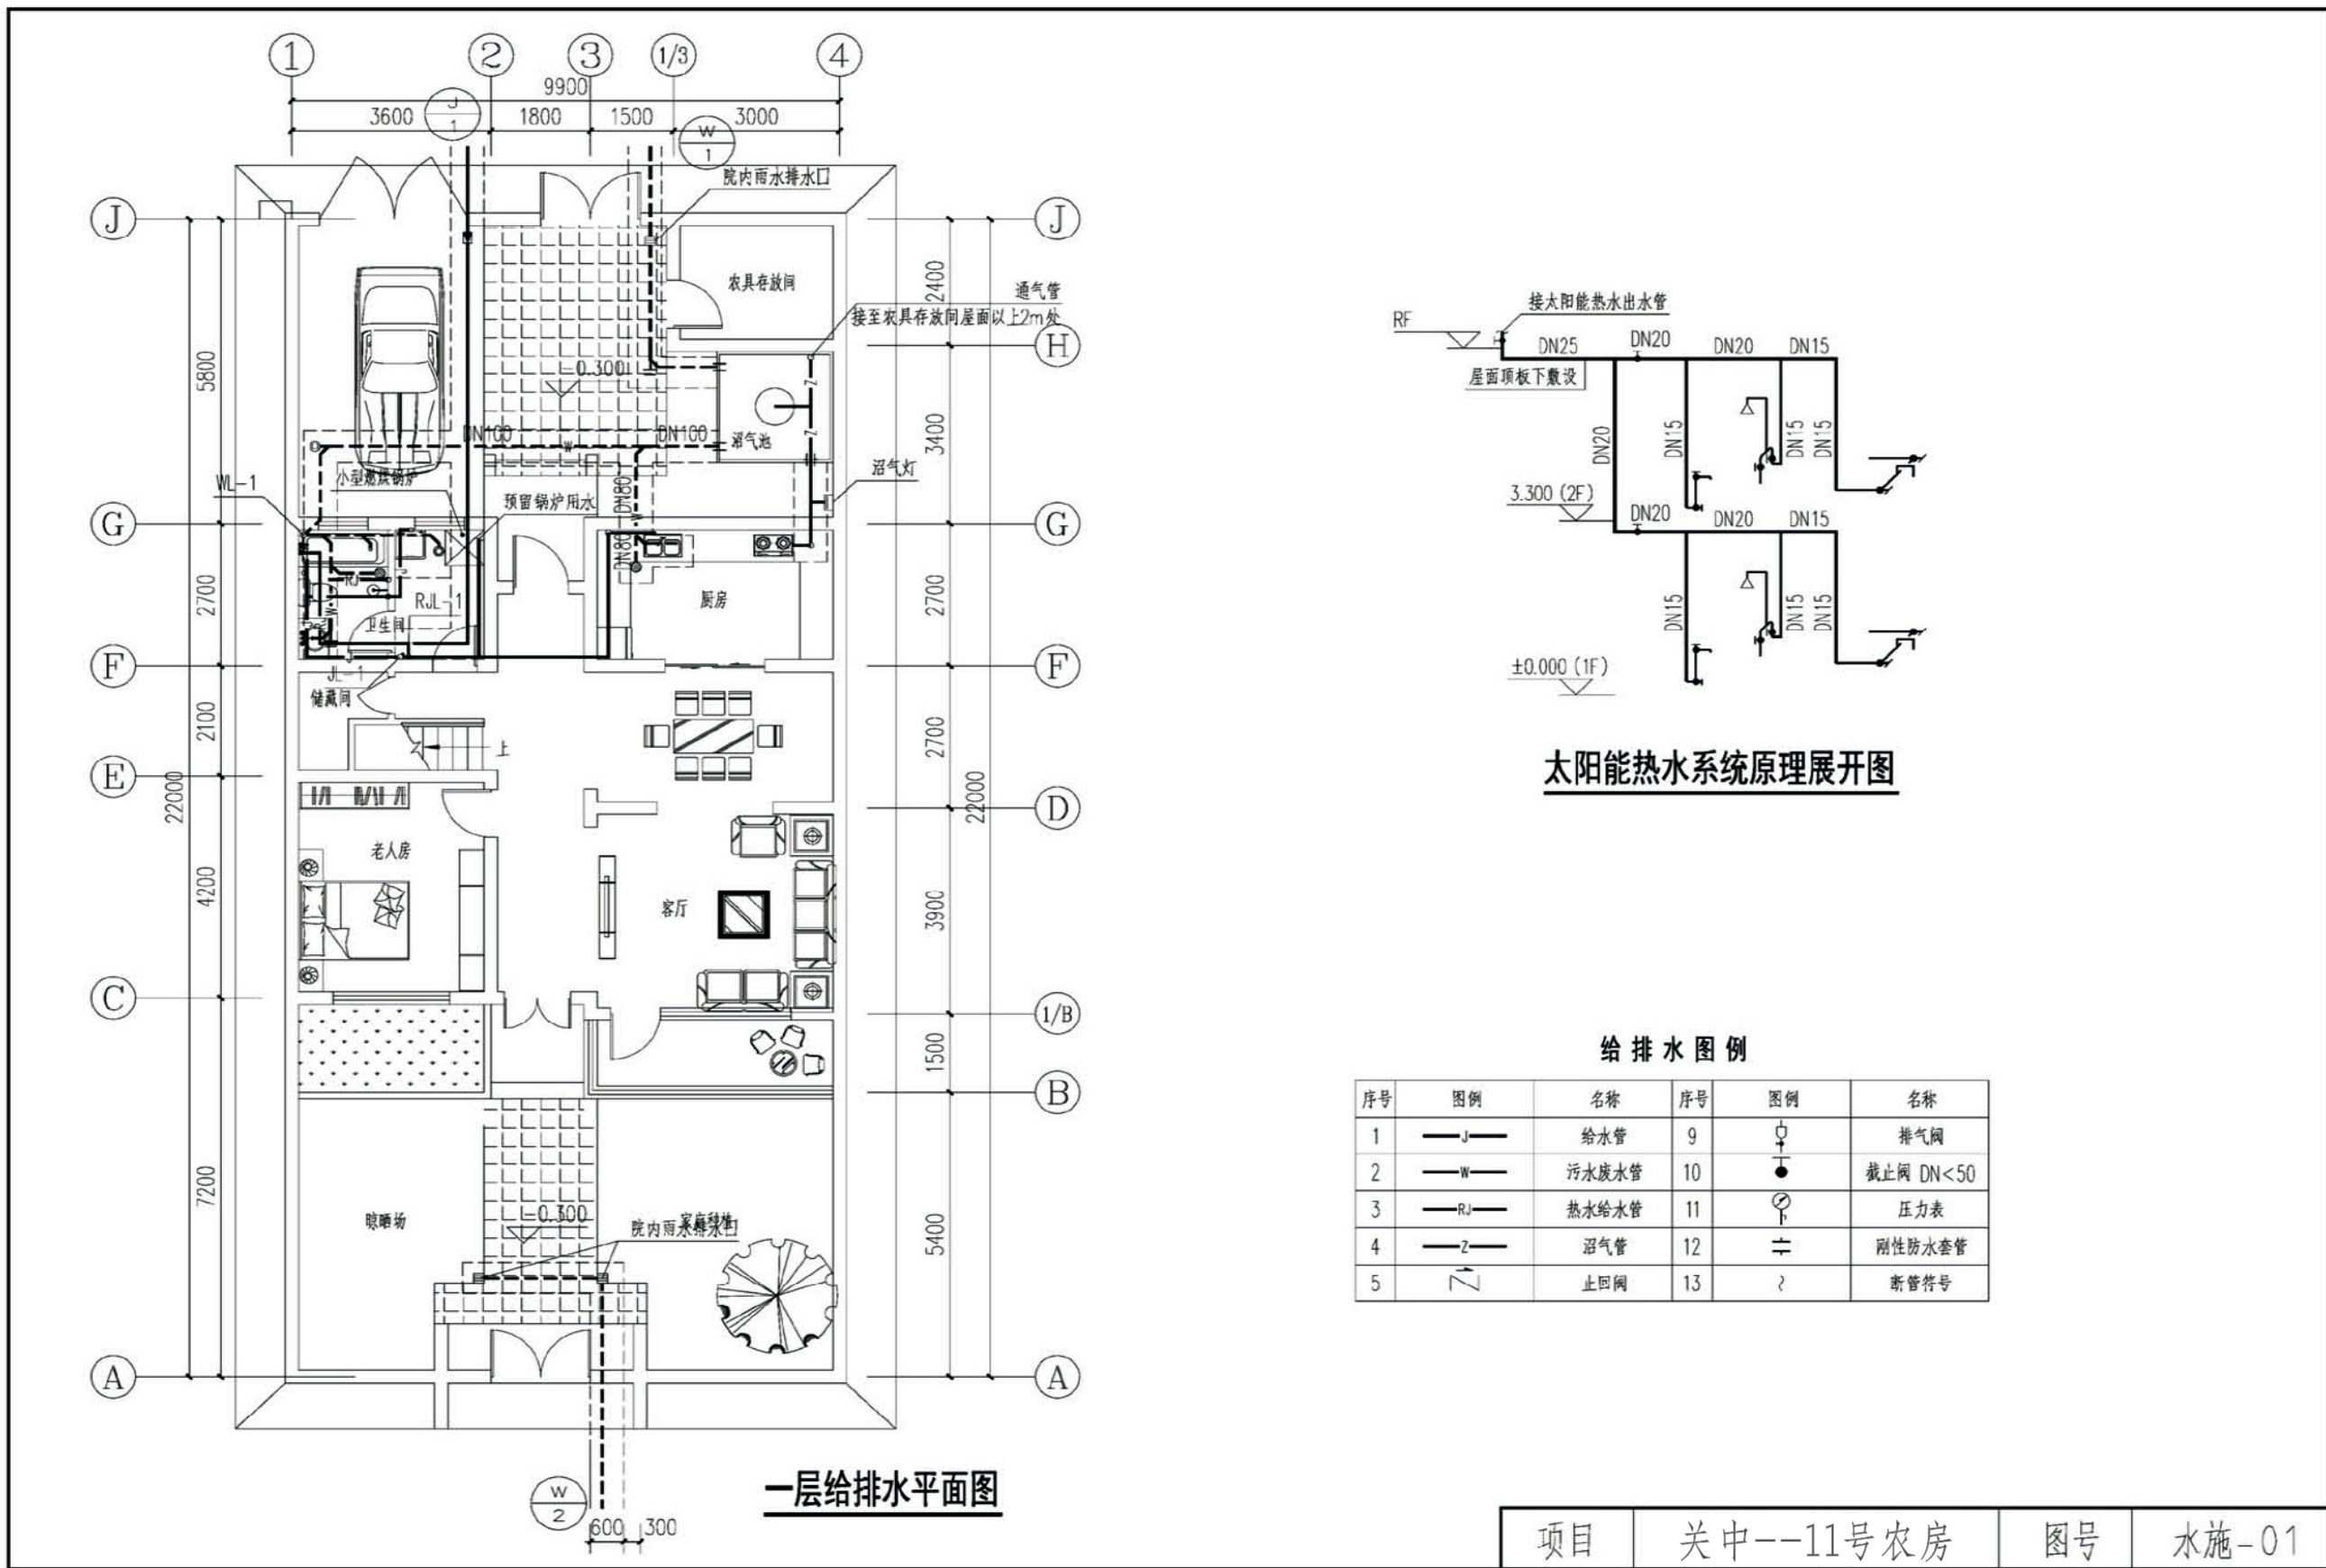 1 2 3 1/3 4
9900
3600 1800 1500 3000
J
1
W
1
院内雨水排水口
J J
农具存放间
2400
通气管
接至农具存放间屋面以上2m处
H
-0.300
5800
3400
Z
Z
DN100 DN100
W
沼气池
小型燃煤锅炉
沼气灯
WL-1
预留锅炉用水
DN80
W
DN80
G G
RJ
J
W
RJL-1
厨房
卫生间
2700 2700
F F
JL-1
储藏间
2100
上
2700
E
22000 22000
D
老人房
4200
客厅
3900
C
1/B
1500
B
7200
晾晒场
-0.300
家庭种植
院内雨水排水口
5400
A A
W
2
600 300
一层给排水平面图
接太阳能热水出水管
RF
DN25 DN20 DN20 DN15
屋面顶板下敷设
DN20 DN15 DN15 DN15
3.300 (2F)
DN20 DN20 DN15
DN15 DN15 DN15
±0.000 (1F)
太阳能热水系统原理展开图
给排水图例
序号 图例 名称 序号 图例 名称
1 J 给水管 9 排气阀
2 W 污水废水管 10 截止阀 DN<50
3 RJ 热水给水管 11 压力表
4 Z 沼气管 12 刚性防水套管
5 止回阀 13 断管符号
项目 关中--11号农房 图号 水施-01